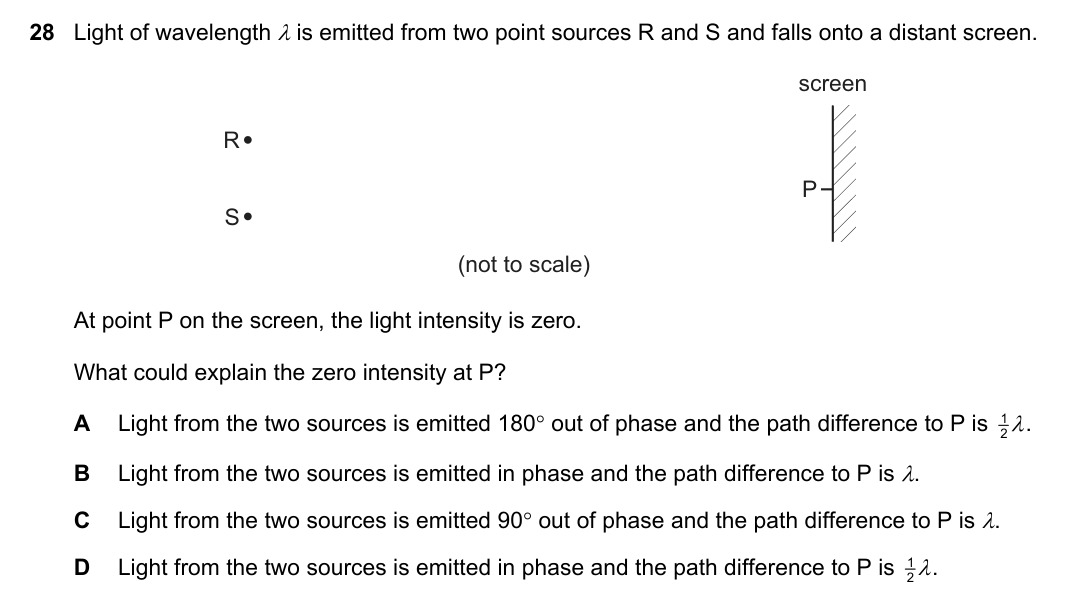 28 Light of wavelength λ is emitted from two point sources R and S and falls onto a distant screen.
screen
R
P
S
(not to scale)
At point P on the screen, the light intensity is zero.
What could explain the zero intensity at P?
A Light from the two sources is emitted 180° out of phase and the path difference to P is ½λ.
B Light from the two sources is emitted in phase and the path difference to P is λ.
C Light from the two sources is emitted 90° out of phase and the path difference to P is λ.
D Light from the two sources is emitted in phase and the path difference to P is ½λ.